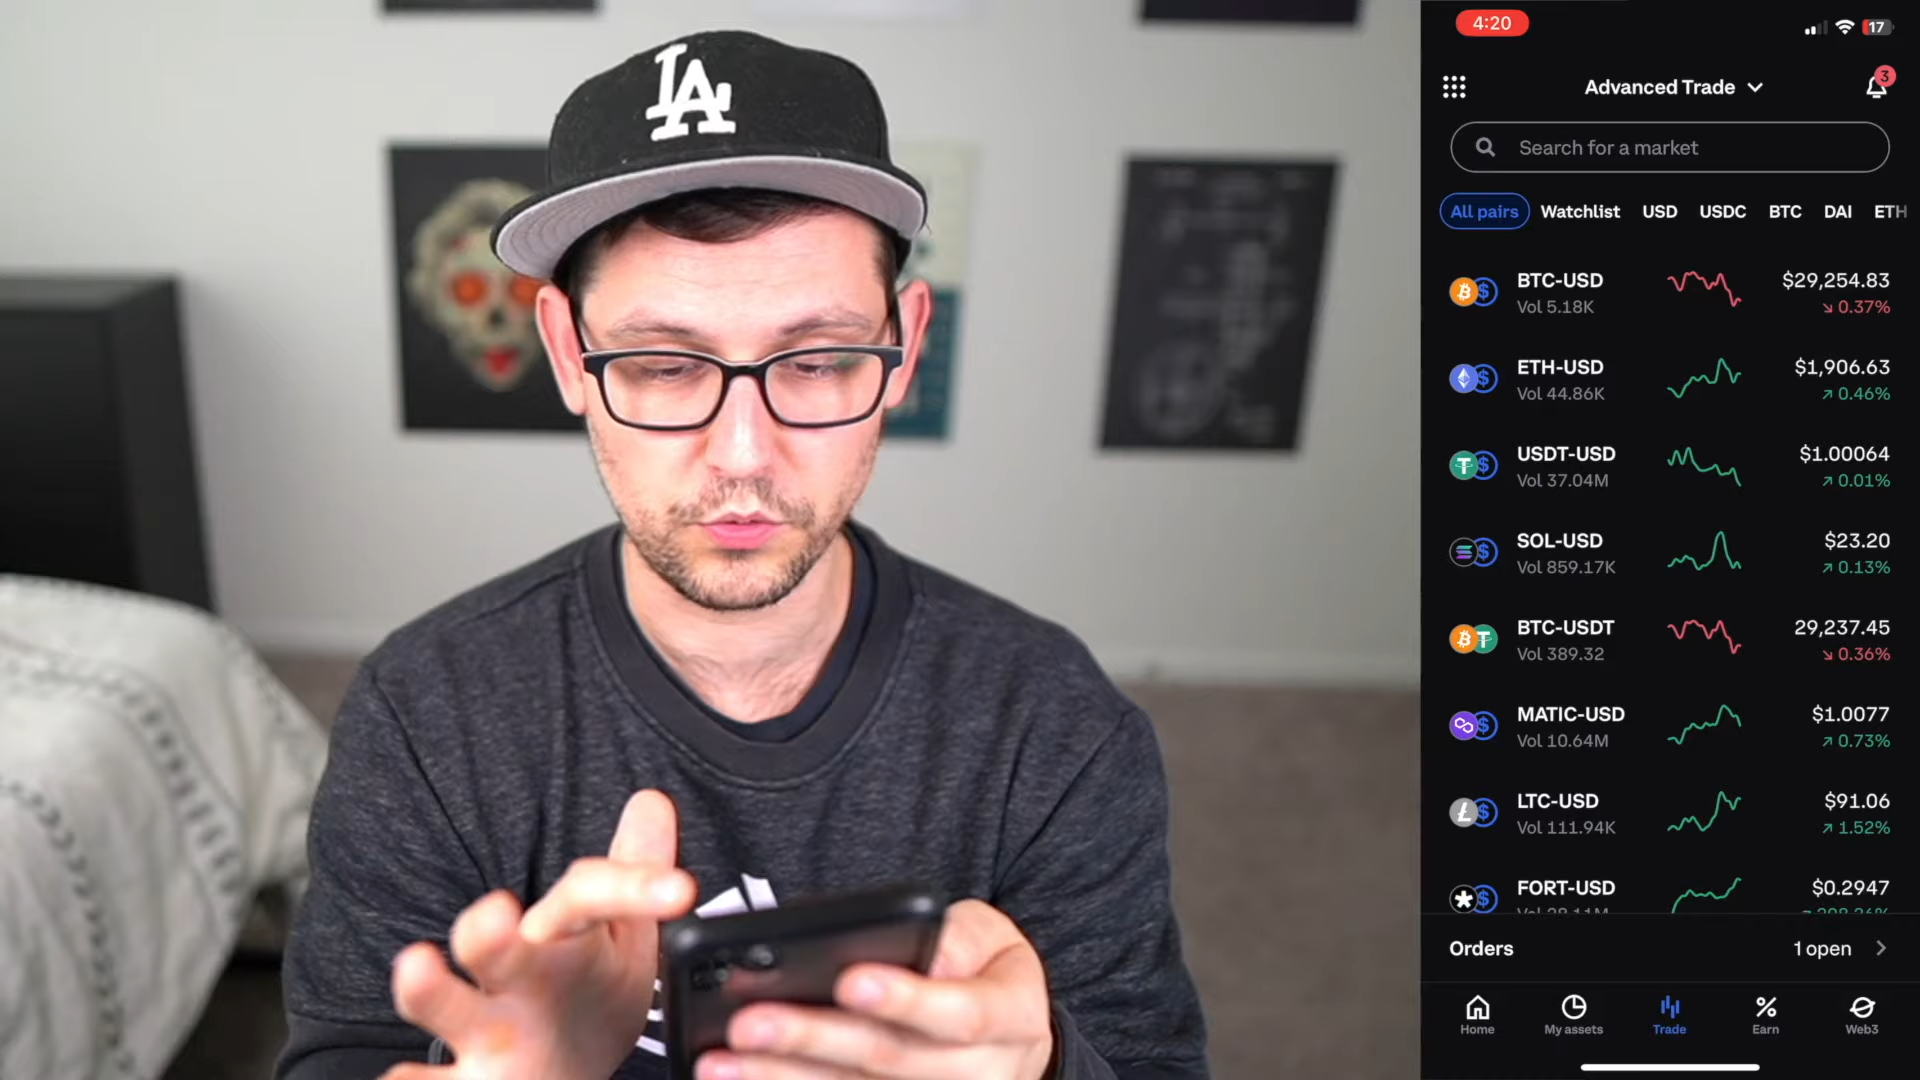 LA
4:20
17
Advanced Trade
3
Search for a market
All pairs Watchlist USD USDC BTC DAI ETH
BTC-USD $29,254.83
Vol 5.18K ↘ 0.37%
ETH-USD $1,906.63
Vol 44.86K ↗ 0.46%
USDT-USD $1.00064
Vol 37.04M ↗ 0.01%
SOL-USD $23.20
Vol 859.17K ↗ 0.13%
BTC-USDT 29,237.45
Vol 389.32 ↘ 0.36%
MATIC-USD $1.0077
Vol 10.64M ↗ 0.73%
LTC-USD $91.06
Vol 111.94K ↗ 1.52%
FORT-USD $0.2947
Orders 1 open
Home My assets Trade Earn Web3